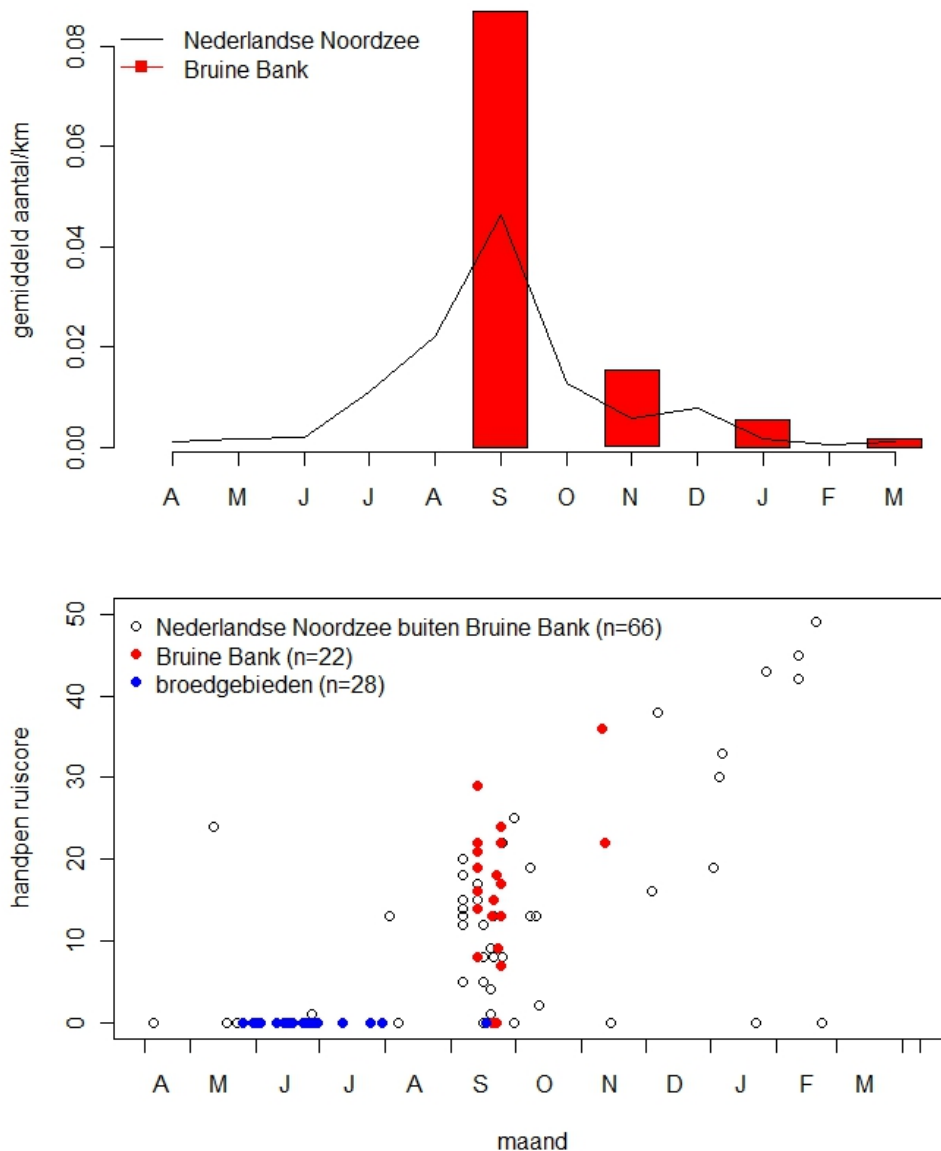 Nederlandse Noordzee
Bruine Bank
gemiddeld aantal/km
0.08
0.06
0.04
0.02
0.00
A M J J A S O N D J F M
Nederlandse Noordzee buiten Bruine Bank (n=66)
Bruine Bank (n=22)
broedgebieden (n=28)
handpen ruiscore
50
40
30
20
10
0
A M J J A S O N D J F M
maand